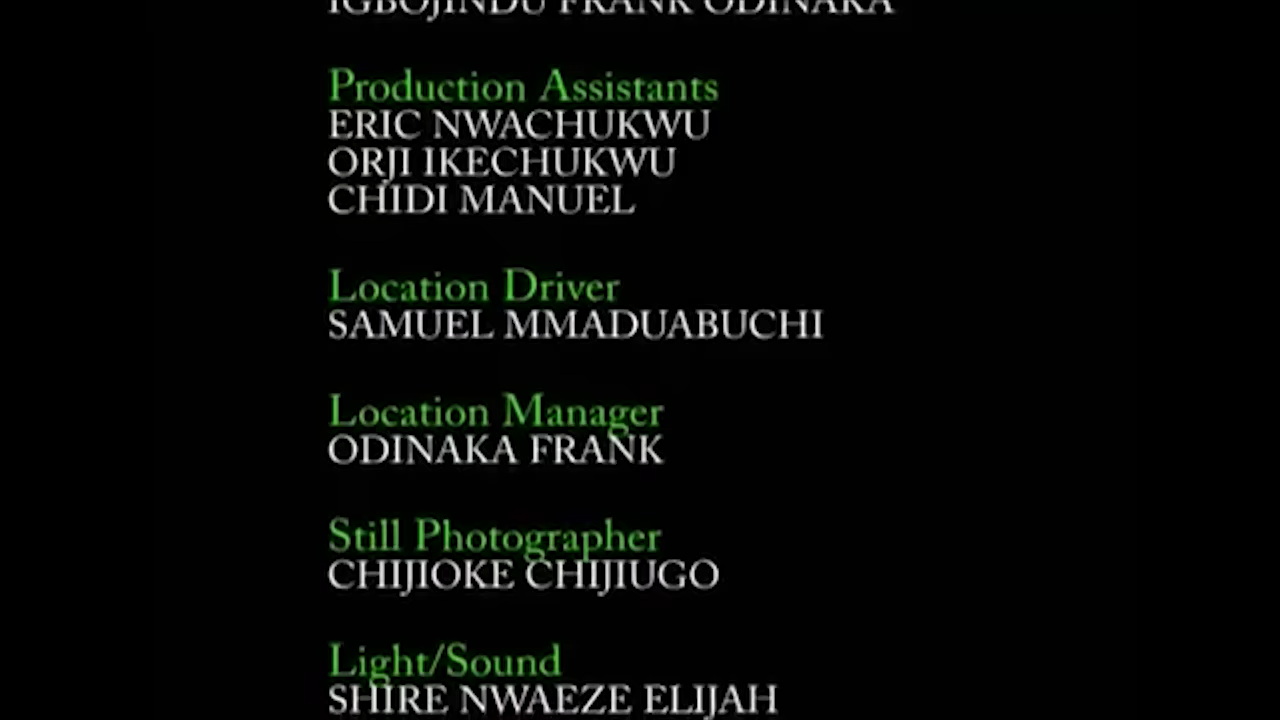 IGBOJINDU FRANK ODINAKA
Production Assistants
ERIC NWACHUKWU
ORJI IKECHUKWU
CHIDI MANUEL
Location Driver
SAMUEL MMADUABUCHI
Location Manager
ODINAKA FRANK
Still Photographer
CHIJIOKE CHIJIUGO
Light/Sound
SHIRE NWAEZE ELIJAH